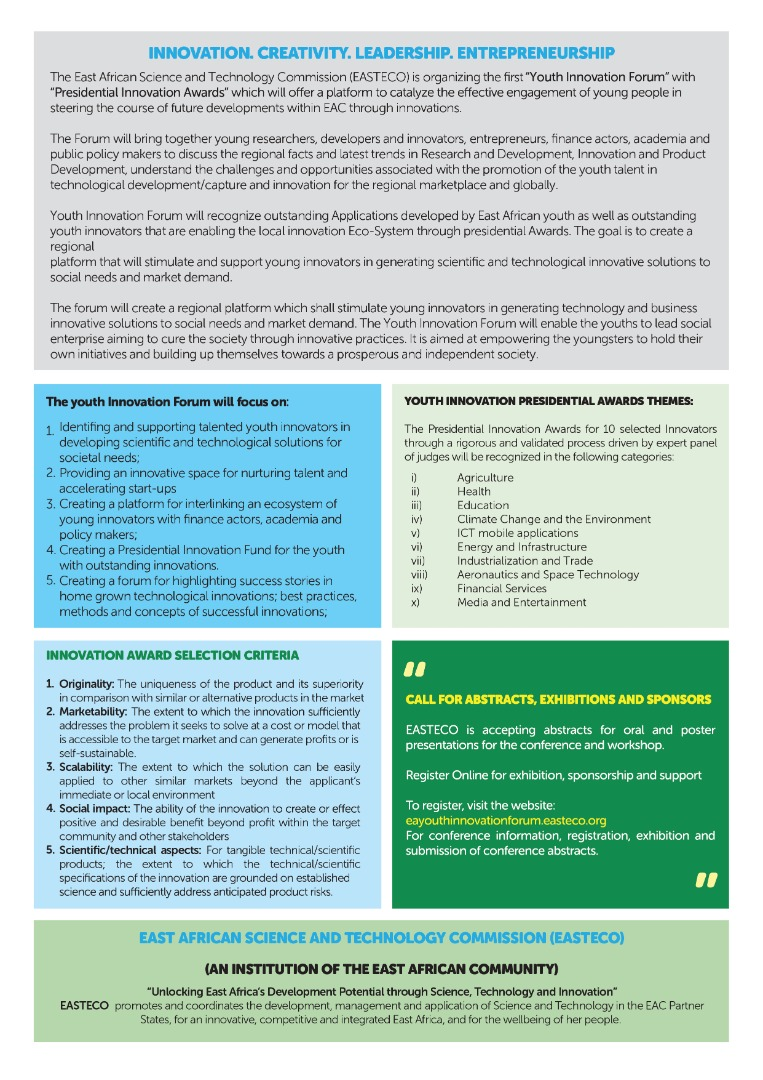 INNOVATION. CREATIVITY. LEADERSHIP. ENTREPRENEURSHIP
The East African Science and Technology Commission (EASTECO) is organizing the first "Youth Innovation Forum" with
"Presidential Innovation Awards" which will offer a platform to catalyze the effective engagement of young people in
steering the course of future developments within EAC through innovations.
The Forum will bring together young researchers, developers and innovators, entrepreneurs, finance actors, academia and
public policy makers to discuss the regional facts and latest trends in Research and Development, Innovation and Product
Development, understand the challenges and opportunities associated with the promotion of the youth talent in
technological development/capture and innovation for the regional marketplace and globally.
Youth Innovation Forum will recognize outstanding Applications developed by East African youth as well as outstanding
youth innovators that are enabling the local innovation Eco-System through presidential Awards. The goal is to create a
regional
platform that will stimulate and support young innovators in generating scientific and technological innovative solutions to
social needs and market demand.
The forum will create a regional platform which shall stimulate young innovators in generating technology and business
innovative solutions to social needs and market demand. The Youth Innovation Forum will enable the youths to lead social
enterprise aiming to cure the society through innovative practices. It is aimed at empowering the youngsters to hold their
own initiatives and building up themselves towards a prosperous and independent society.
The youth Innovation Forum will focus on:
1. Identifing and supporting talented youth innovators in
developing scientific and technological solutions for
societal needs;
2. Providing an innovative space for nurturing talent and
accelerating start-ups
3. Creating a platform for interlinking an ecosystem of
young innovators with finance actors, academia and
policy makers;
4. Creating a Presidential Innovation Fund for the youth
with outstanding innovations.
5. Creating a forum for highlighting success stories in
home grown technological innovations; best practices,
methods and concepts of successful innovations;
YOUTH INNOVATION PRESIDENTIAL AWARDS THEMES:
The Presidential Innovation Awards for 10 selected Innovators
through a rigorous and validated process driven by expert panel
of judges will be recognized in the following categories:
i) Agriculture
ii) Health
iii) Education
iv) Climate Change and the Environment
v) ICT mobile applications
vi) Energy and Infrastructure
vii) Industrialization and Trade
viii) Aeronautics and Space Technology
ix) Financial Services
x) Media and Entertainment
INNOVATION AWARD SELECTION CRITERIA
1. Originality: The uniqueness of the product and its superiority
in comparison with similar or alternative products in the market
2. Marketability: The extent to which the innovation sufficiently
addresses the problem it seeks to solve at a cost or model that
is accessible to the target market and can generate profits or is
self-sustainable.
3. Scalability: The extent to which the solution can be easily
applied to other similar markets beyond the applicant's
immediate or local environment
4. Social impact: The ability of the innovation to create or effect
positive and desirable benefit beyond profit within the target
community and other stakeholders
5. Scientific/technical aspects: For tangible technical/scientific
products; the extent to which the technical/scientific
specifications of the innovation are grounded on established
science and sufficiently address anticipated product risks.
"
CALL FOR ABSTRACTS, EXHIBITIONS AND SPONSORS
EASTECO is accepting abstracts for oral and poster
presentations for the conference and workshop.
Register Online for exhibition, sponsorship and support
To register, visit the website:
eayouthinnovationforum.easteco.org
For conference information, registration, exhibition and
submission of conference abstracts.
"
EAST AFRICAN SCIENCE AND TECHNOLOGY COMMISSION (EASTECO)
(AN INSTITUTION OF THE EAST AFRICAN COMMUNITY)
"Unlocking East Africa's Development Potential through Science, Technology and Innovation"
EASTECO promotes and coordinates the development, management and application of Science and Technology in the EAC Partner
States, for an innovative, competitive and integrated East Africa, and for the wellbeing of her people.